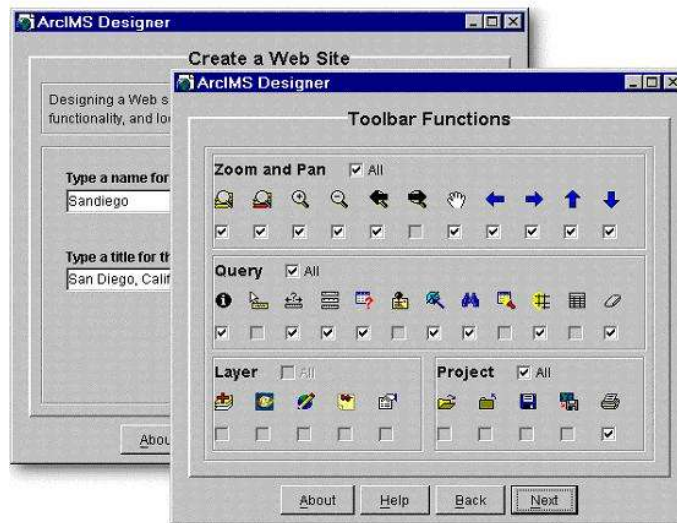 ArcIMS Designer
Create a Web Site
Designing a Web s
functionality, and lo
Type a name for
Sandiego
Type a title for th
San Diego, Calif
Abou
ArcIMS Designer
Toolbar Functions
Zoom and Pan All
Query All
Layer All
Project All
About Help Back Next